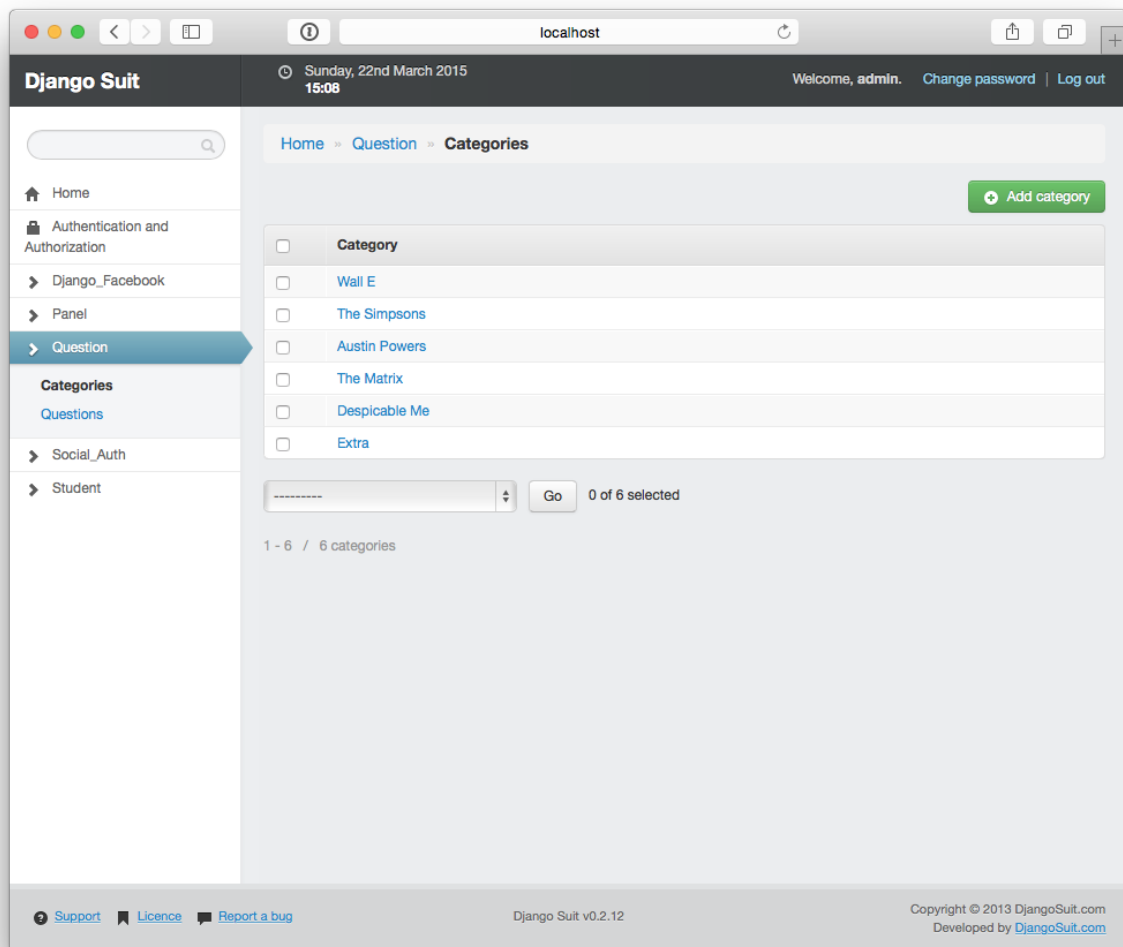 localhost
Django Suit
Sunday, 22nd March 2015
15:08
Welcome, admin. Change password | Log out
Home
Authentication and
Authorization
Django_Facebook
Panel
Question
Categories
Questions
Social_Auth
Student
Home » Question » Categories
Add category
Category
Wall E
The Simpsons
Austin Powers
The Matrix
Despicable Me
Extra
---------
Go
0 of 6 selected
1 - 6 / 6 categories
Support
Licence
Report a bug
Django Suit v0.2.12
Copyright © 2013 DjangoSuit.com
Developed by DjangoSuit.com